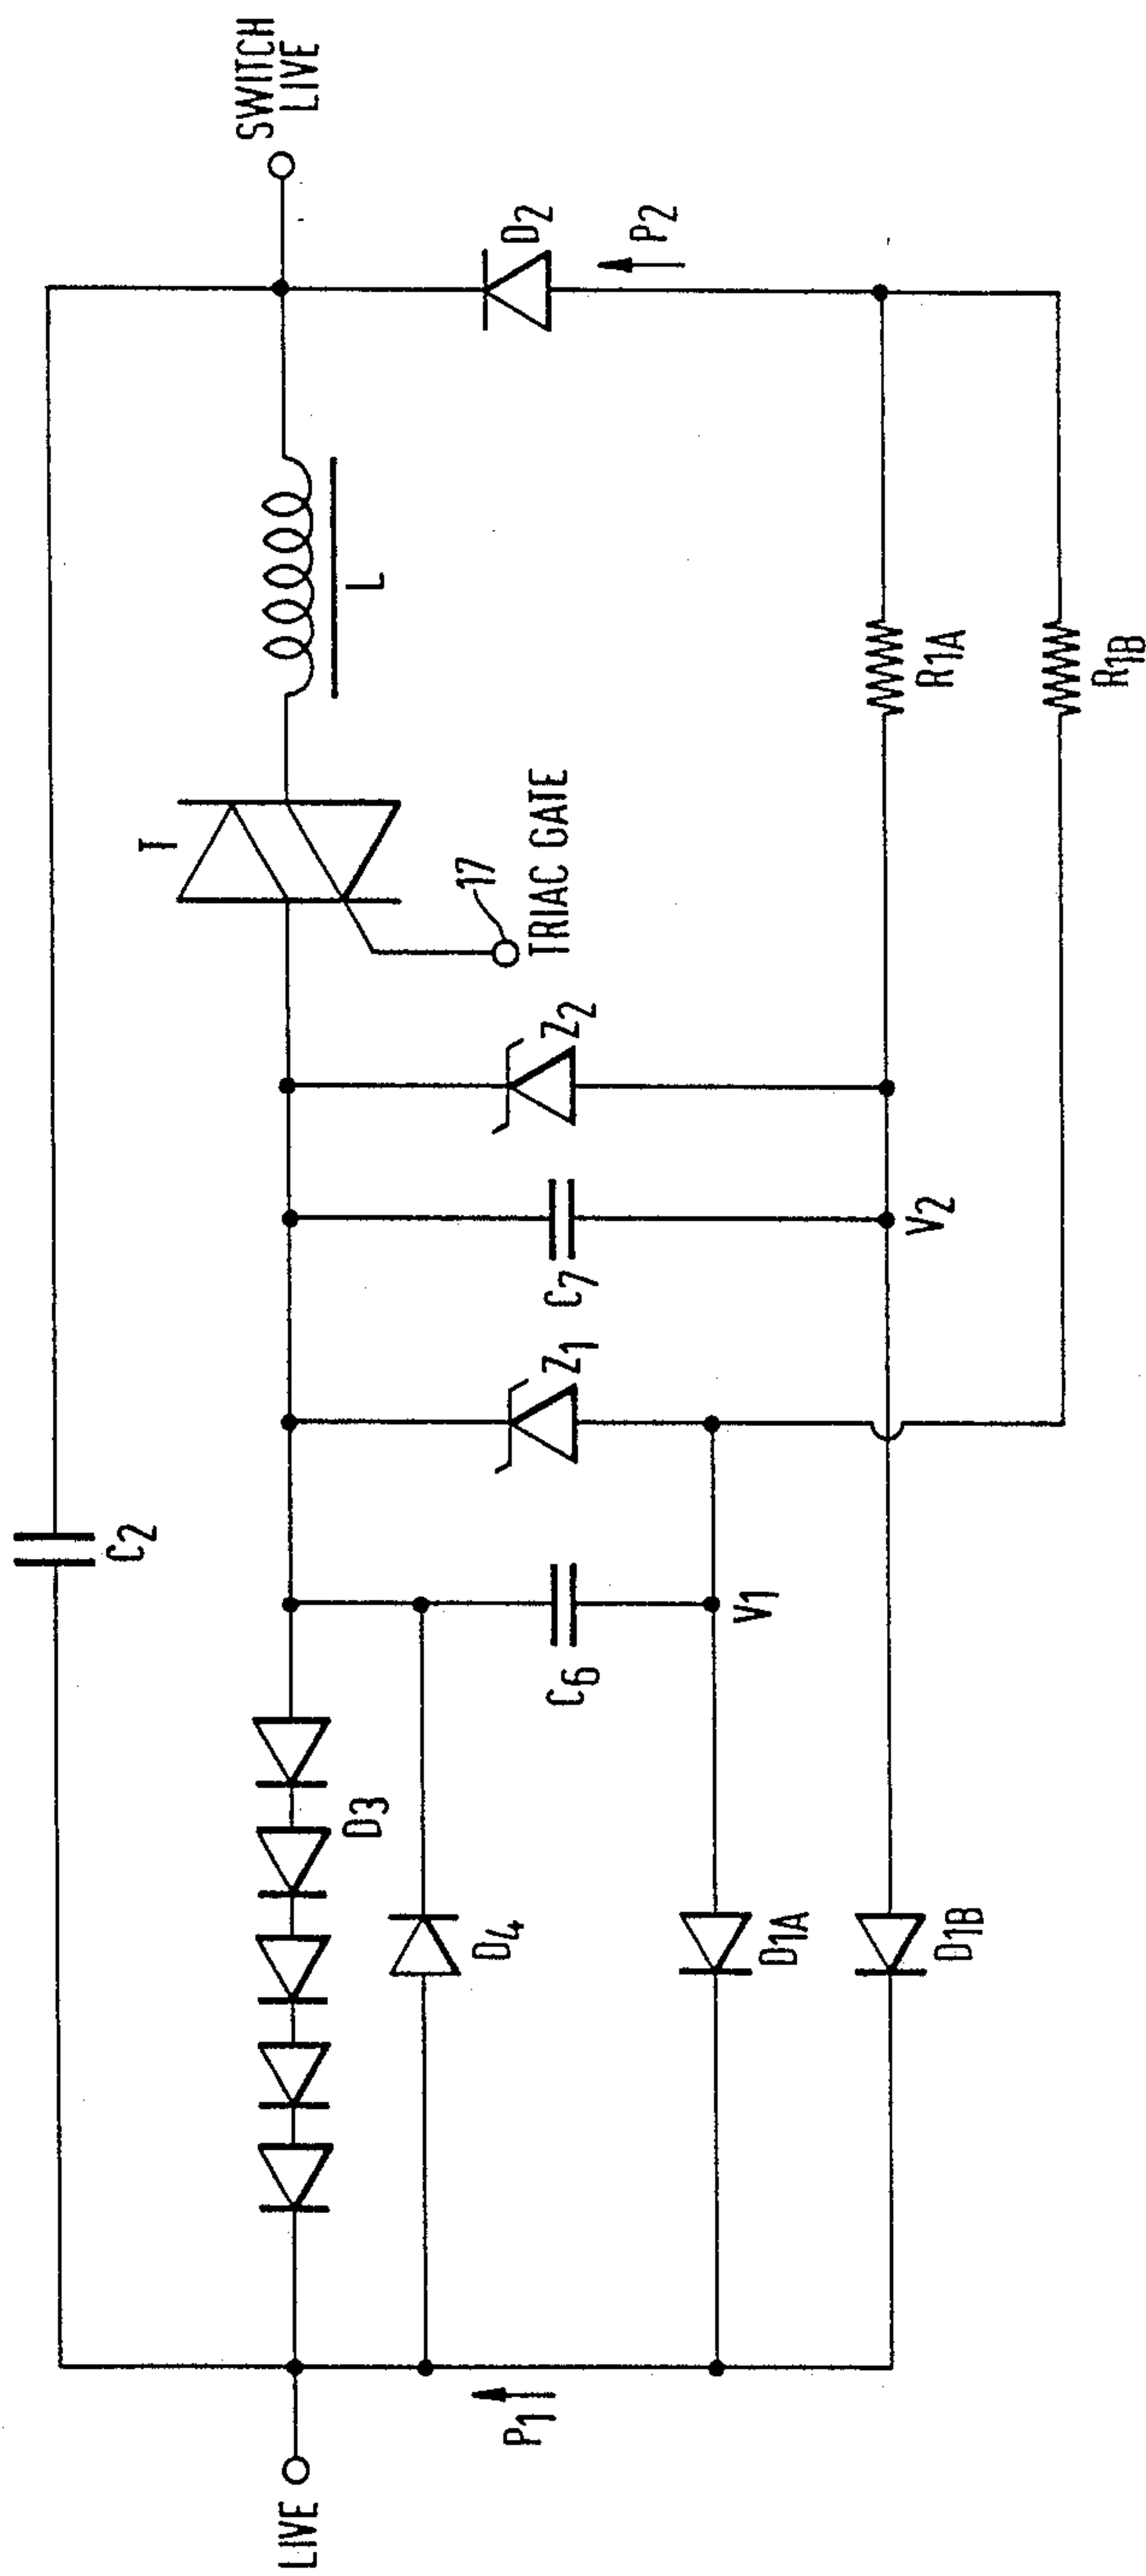 SWITCH
LIVE
D2
P2
L
T
17
TRIAC GATE
R1A
R1B
Z2
C7
V2
Z1
C2
C6
V1
D3
D4
D1A
D1B
P1
LIVE